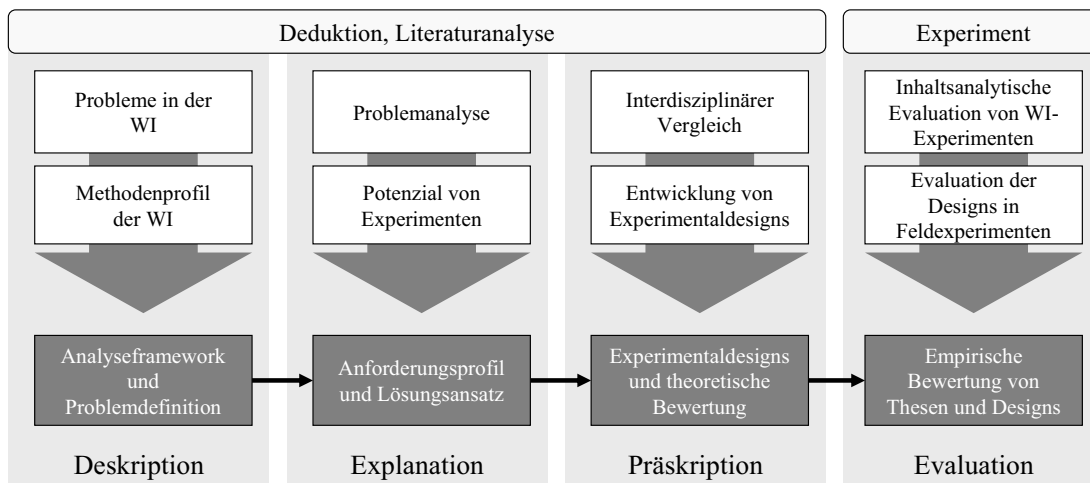 Deduktion, Literaturanalyse
Experiment
Probleme in der
WI
Methodenprofil
der WI
Analyseframework
und
Problemdefinition
Deskription
Problemanalyse
Potenzial von
Experimenten
Anforderungsprofil
und Lösungsansatz
Explanation
Interdisziplinärer
Vergleich
Entwicklung von
Experimentaldesigns
Experimentaldesigns
und theoretische
Bewertung
Präskription
Inhaltsanalytische
Evaluation von WI-
Experimenten
Evaluation der
Designs in
Feldexperimenten
Empirische
Bewertung von
Thesen und Designs
Evaluation